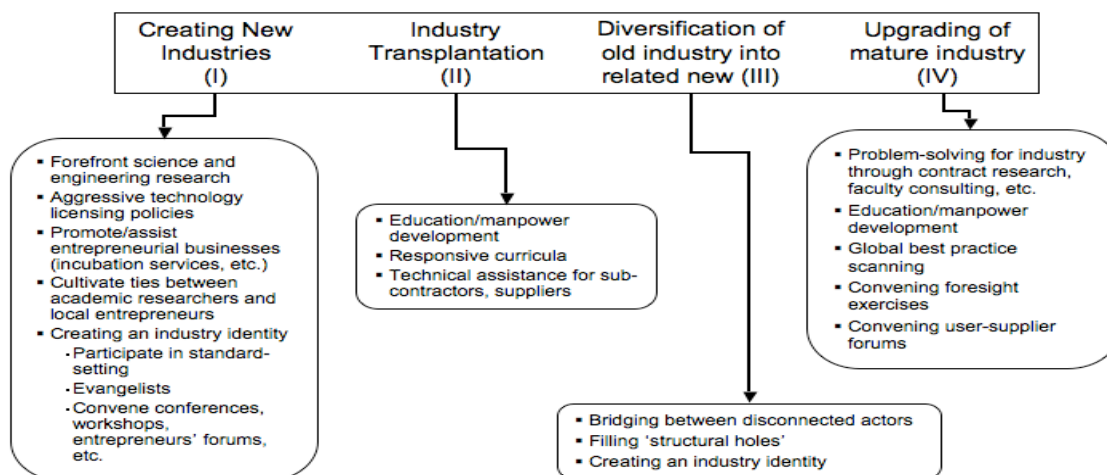 Creating New
Industries
(I)
Industry
Transplantation
(II)
Diversification of
old industry into
related new (III)
Upgrading of
mature industry
(IV)
▪ Forefront science and
engineering research
▪ Aggressive technology
licensing policies
▪ Promote/assist
entrepreneurial businesses
(incubation services, etc.)
▪ Cultivate ties between
academic researchers and
local entrepreneurs
▪ Creating an industry identity
· Participate in standard-
setting
· Evangelists
· Convene conferences,
workshops,
entrepreneurs' forums,
etc.
▪ Education/manpower
development
▪ Responsive curricula
▪ Technical assistance for sub-
contractors, suppliers
▪ Bridging between disconnected actors
▪ Filling 'structural holes'
▪ Creating an industry identity
▪ Problem-solving for industry
through contract research,
faculty consulting, etc.
▪ Education/manpower
development
▪ Global best practice
scanning
▪ Convening foresight
exercises
▪ Convening user-supplier
forums